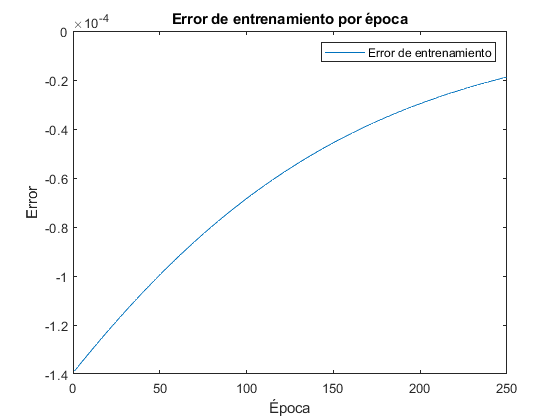 Error de entrenamiento por época
×10-4
Error de entrenamiento
0
-0.2
-0.4
-0.6
-0.8
-1
-1.2
-1.4
Error
0 50 100 150 200 250
Época